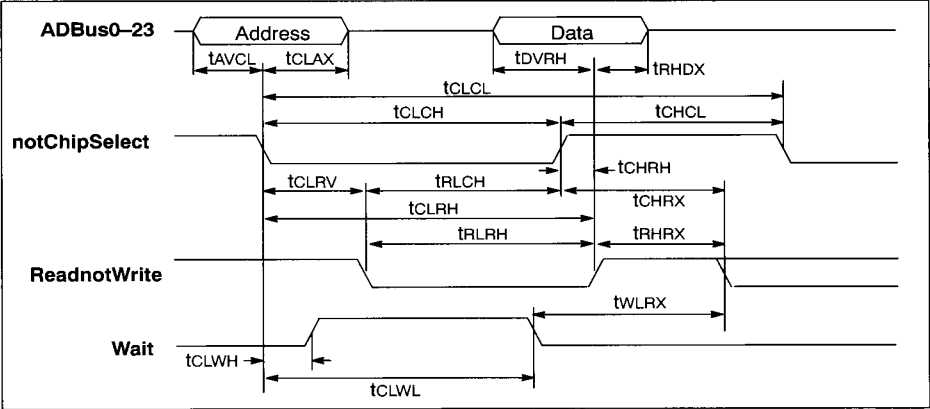 ADBus0–23
Address
Data
tAVCL
tCLAX
tDVRH
tRHDX
tCLCL
tCLCH
tCHCL
notChipSelect
tCHRH
tCLRV
tRLCH
tCHRX
tCLRH
tRLRH
tRHRX
ReadnotWrite
tWLRX
Wait
tCLWH
tCLWL